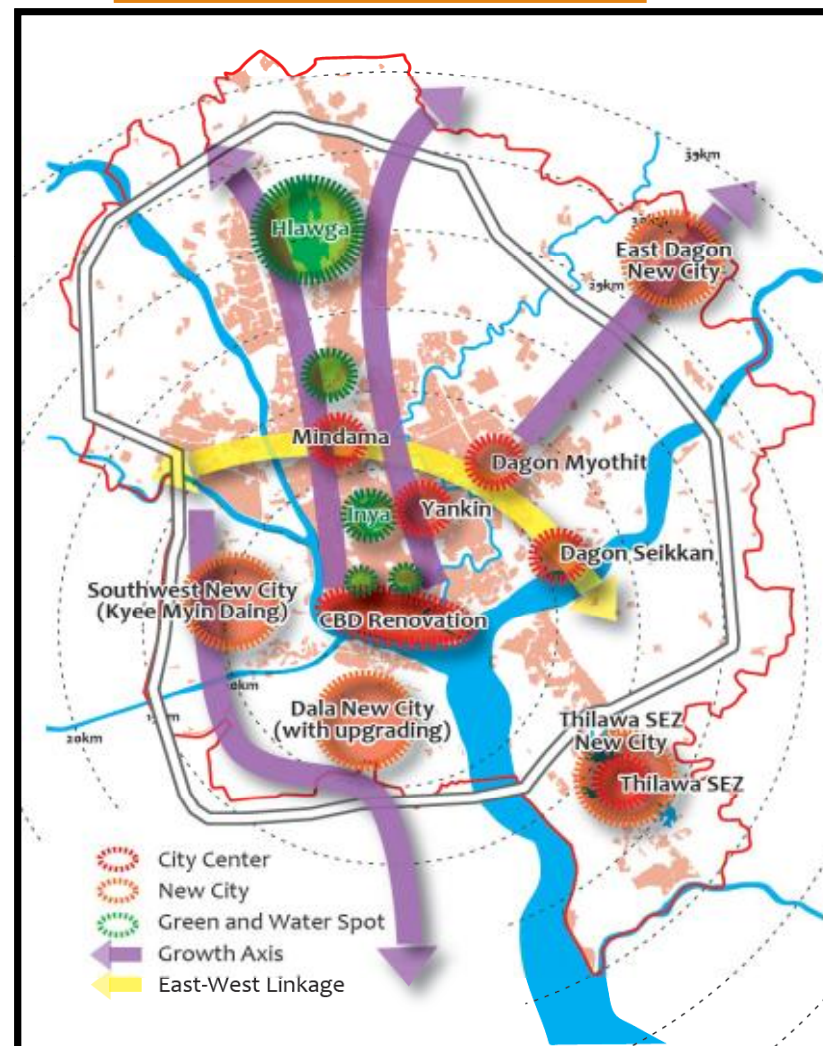 39km
Hlawga
East Dagon
New City
29km
Mindama
Dagon Myothit
Inya
Yankin
Dagon Seikkan
Southwest New City
(Kyee Myin Daing)
CBD Renovation
Dala New City
(with upgrading)
20km
Thilawa SEZ
New City
Thilawa SEZ
City Center
New City
Green and Water Spot
Growth Axis
East-West Linkage